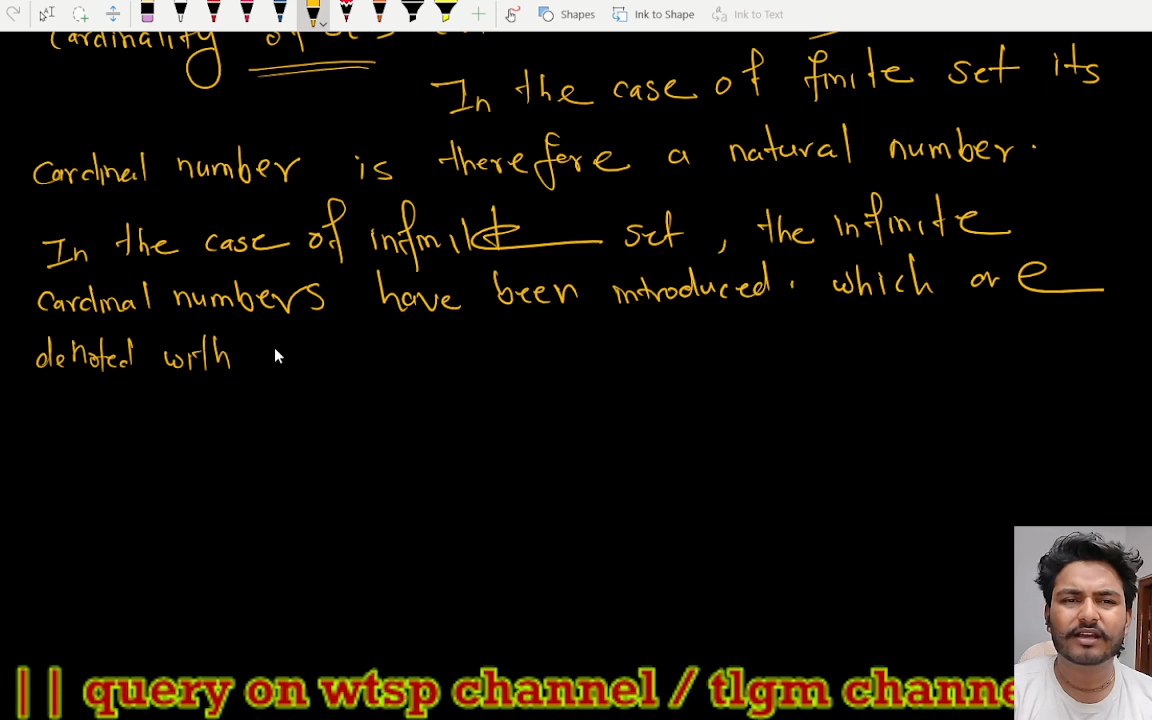 Shapes Ink to Shape Ink to Text
Cardinality of
In the case of finite set its
Cardinal number is therefore a natural number.
In the case of infinite set, the infinite
cardinal numbers have been introduced. which are
denoted with
|| query on wtsp channel / tlgm channe